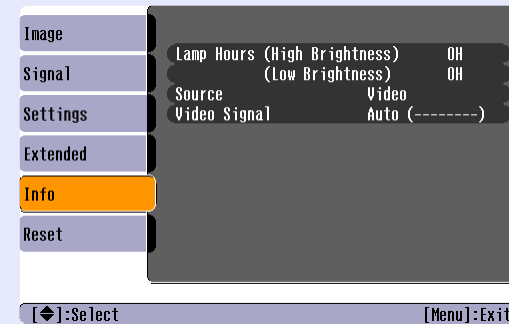 Image
Signal
Settings
Extended
Info
Reset
Lamp Hours (High Brightness) 0H
(Low Brightness) 0H
Source Video
Video Signal Auto (--------)
[◆]:Select [Menu]:Exit